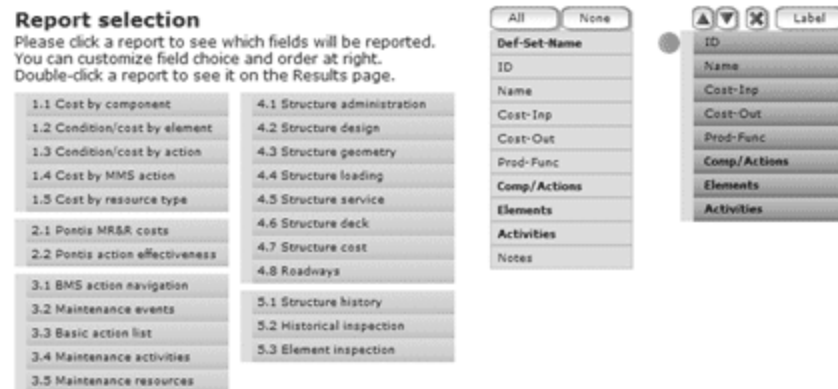 Report selection
Please click a report to see which fields will be reported.
You can customize field choice and order at right.
Double-click a report to see it on the Results page.
1.1 Cost by component
1.2 Condition/cost by element
1.3 Condition/cost by action
1.4 Cost by MMS action
1.5 Cost by resource type
2.1 Pontis MR&R costs
2.2 Pontis action effectiveness
3.1 BMS action navigation
3.2 Maintenance events
3.3 Basic action list
3.4 Maintenance activities
3.5 Maintenance resources
4.1 Structure administration
4.2 Structure design
4.3 Structure geometry
4.4 Structure loading
4.5 Structure service
4.6 Structure deck
4.7 Structure cost
4.8 Roadways
5.1 Structure history
5.2 Historical inspection
5.3 Element inspection
All None
Def-Set-Name
ID
Name
Cost-Inp
Cost-Out
Prod-Func
Comp/Actions
Elements
Activities
Notes
Label
ID
Name
Cost-Inp
Cost-Out
Prod-Func
Comp/Actions
Elements
Activities